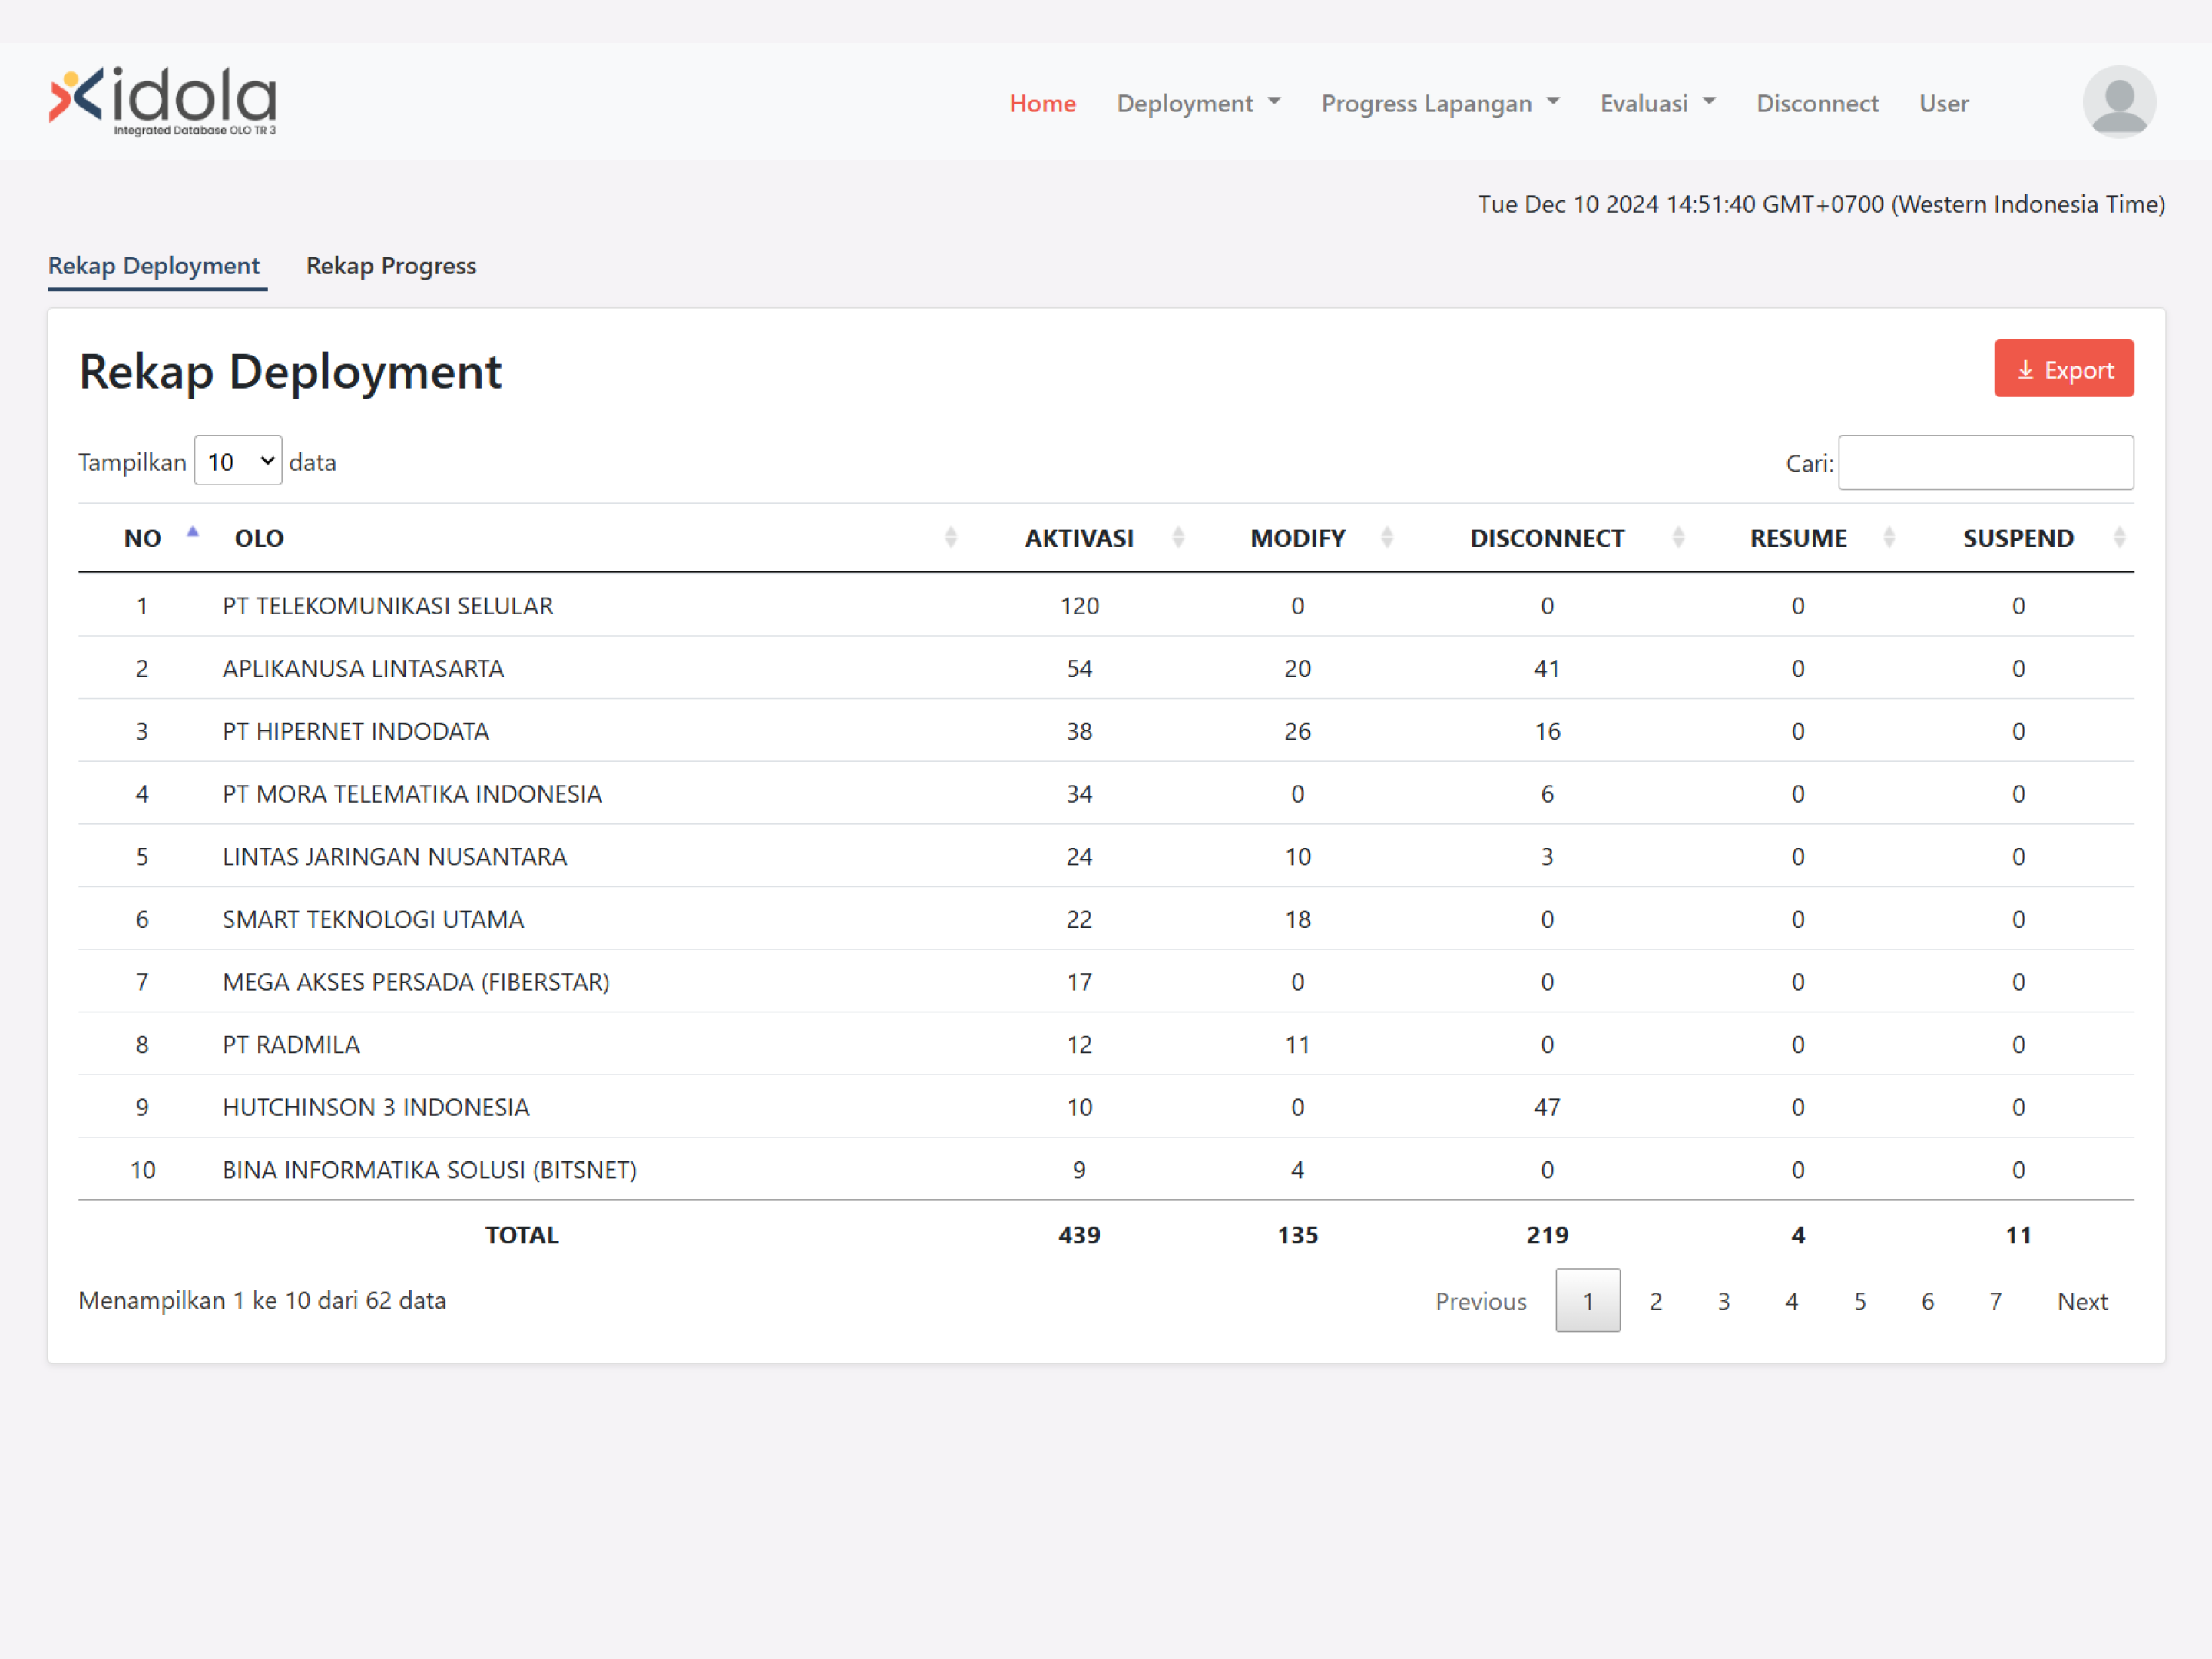 idola
Integrated Database OLO TR 3
Home Deployment Progress Lapangan Evaluasi Disconnect User
Tue Dec 10 2024 14:51:40 GMT+0700 (Western Indonesia Time)
Rekap Deployment Rekap Progress
Rekap Deployment Export
Tampilkan 10 data Cari:
NO OLO AKTIVASI MODIFY DISCONNECT RESUME SUSPEND
1 PT TELEKOMUNIKASI SELULAR 120 0 0 0 0
2 APLIKANUSA LINTASARTA 54 20 41 0 0
3 PT HIPERNET INDODATA 38 26 16 0 0
4 PT MORA TELEMATIKA INDONESIA 34 0 6 0 0
5 LINTAS JARINGAN NUSANTARA 24 10 3 0 0
6 SMART TEKNOLOGI UTAMA 22 18 0 0 0
7 MEGA AKSES PERSADA (FIBERSTAR) 17 0 0 0 0
8 PT RADMILA 12 11 0 0 0
9 HUTCHINSON 3 INDONESIA 10 0 47 0 0
10 BINA INFORMATIKA SOLUSI (BITSNET) 9 4 0 0 0
TOTAL 439 135 219 4 11
Menampilkan 1 ke 10 dari 62 data Previous 1 2 3 4 5 6 7 Next